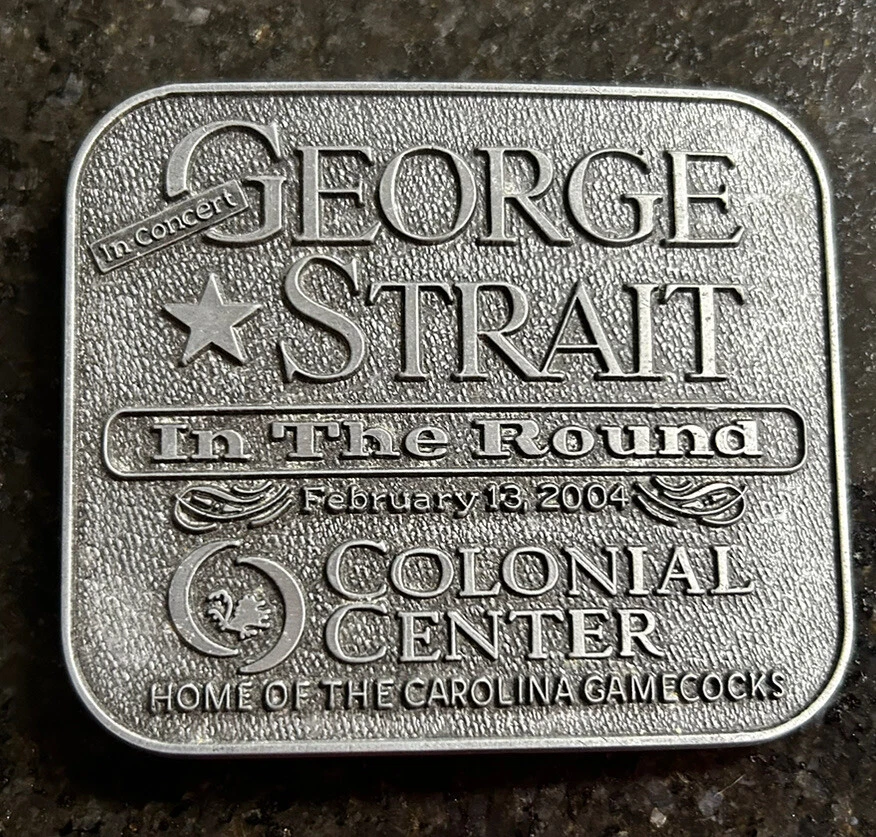 GEORGE
In Concert
STRAIT
In The Round
February 13, 2004
COLONIAL
CENTER
HOME OF THE CAROLINA GAMECOCKS